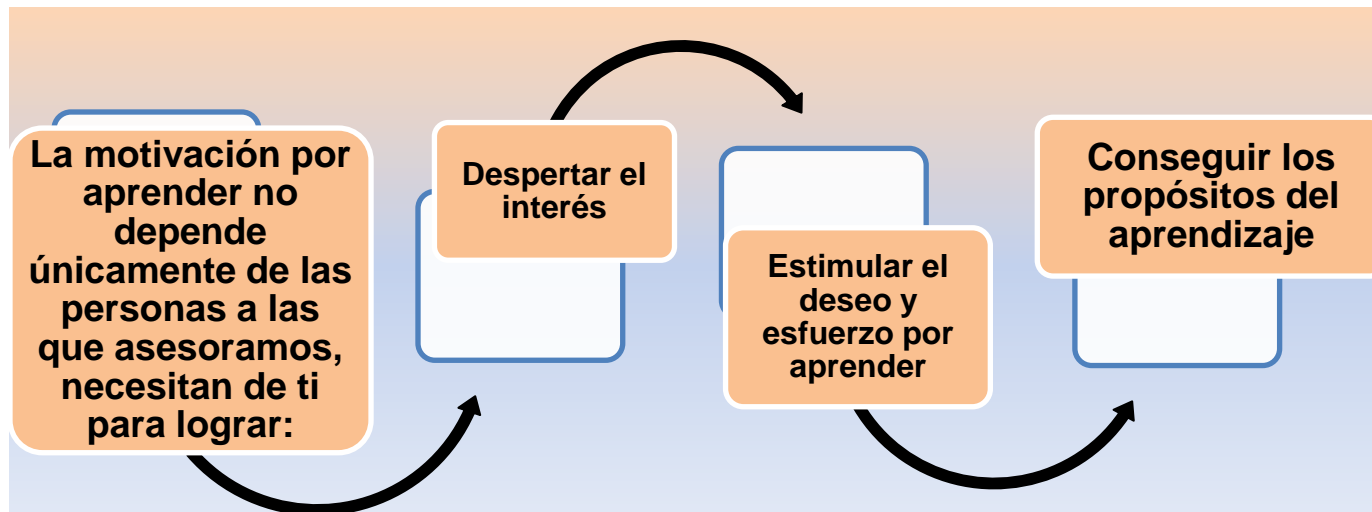 La motivación por
aprender no
depende
únicamente de las
personas a las
que asesoramos,
necesitan de ti
para lograr:
Despertar el
interés
Estimular el
deseo y
esfuerzo por
aprender
Conseguir los
propósitos del
aprendizaje